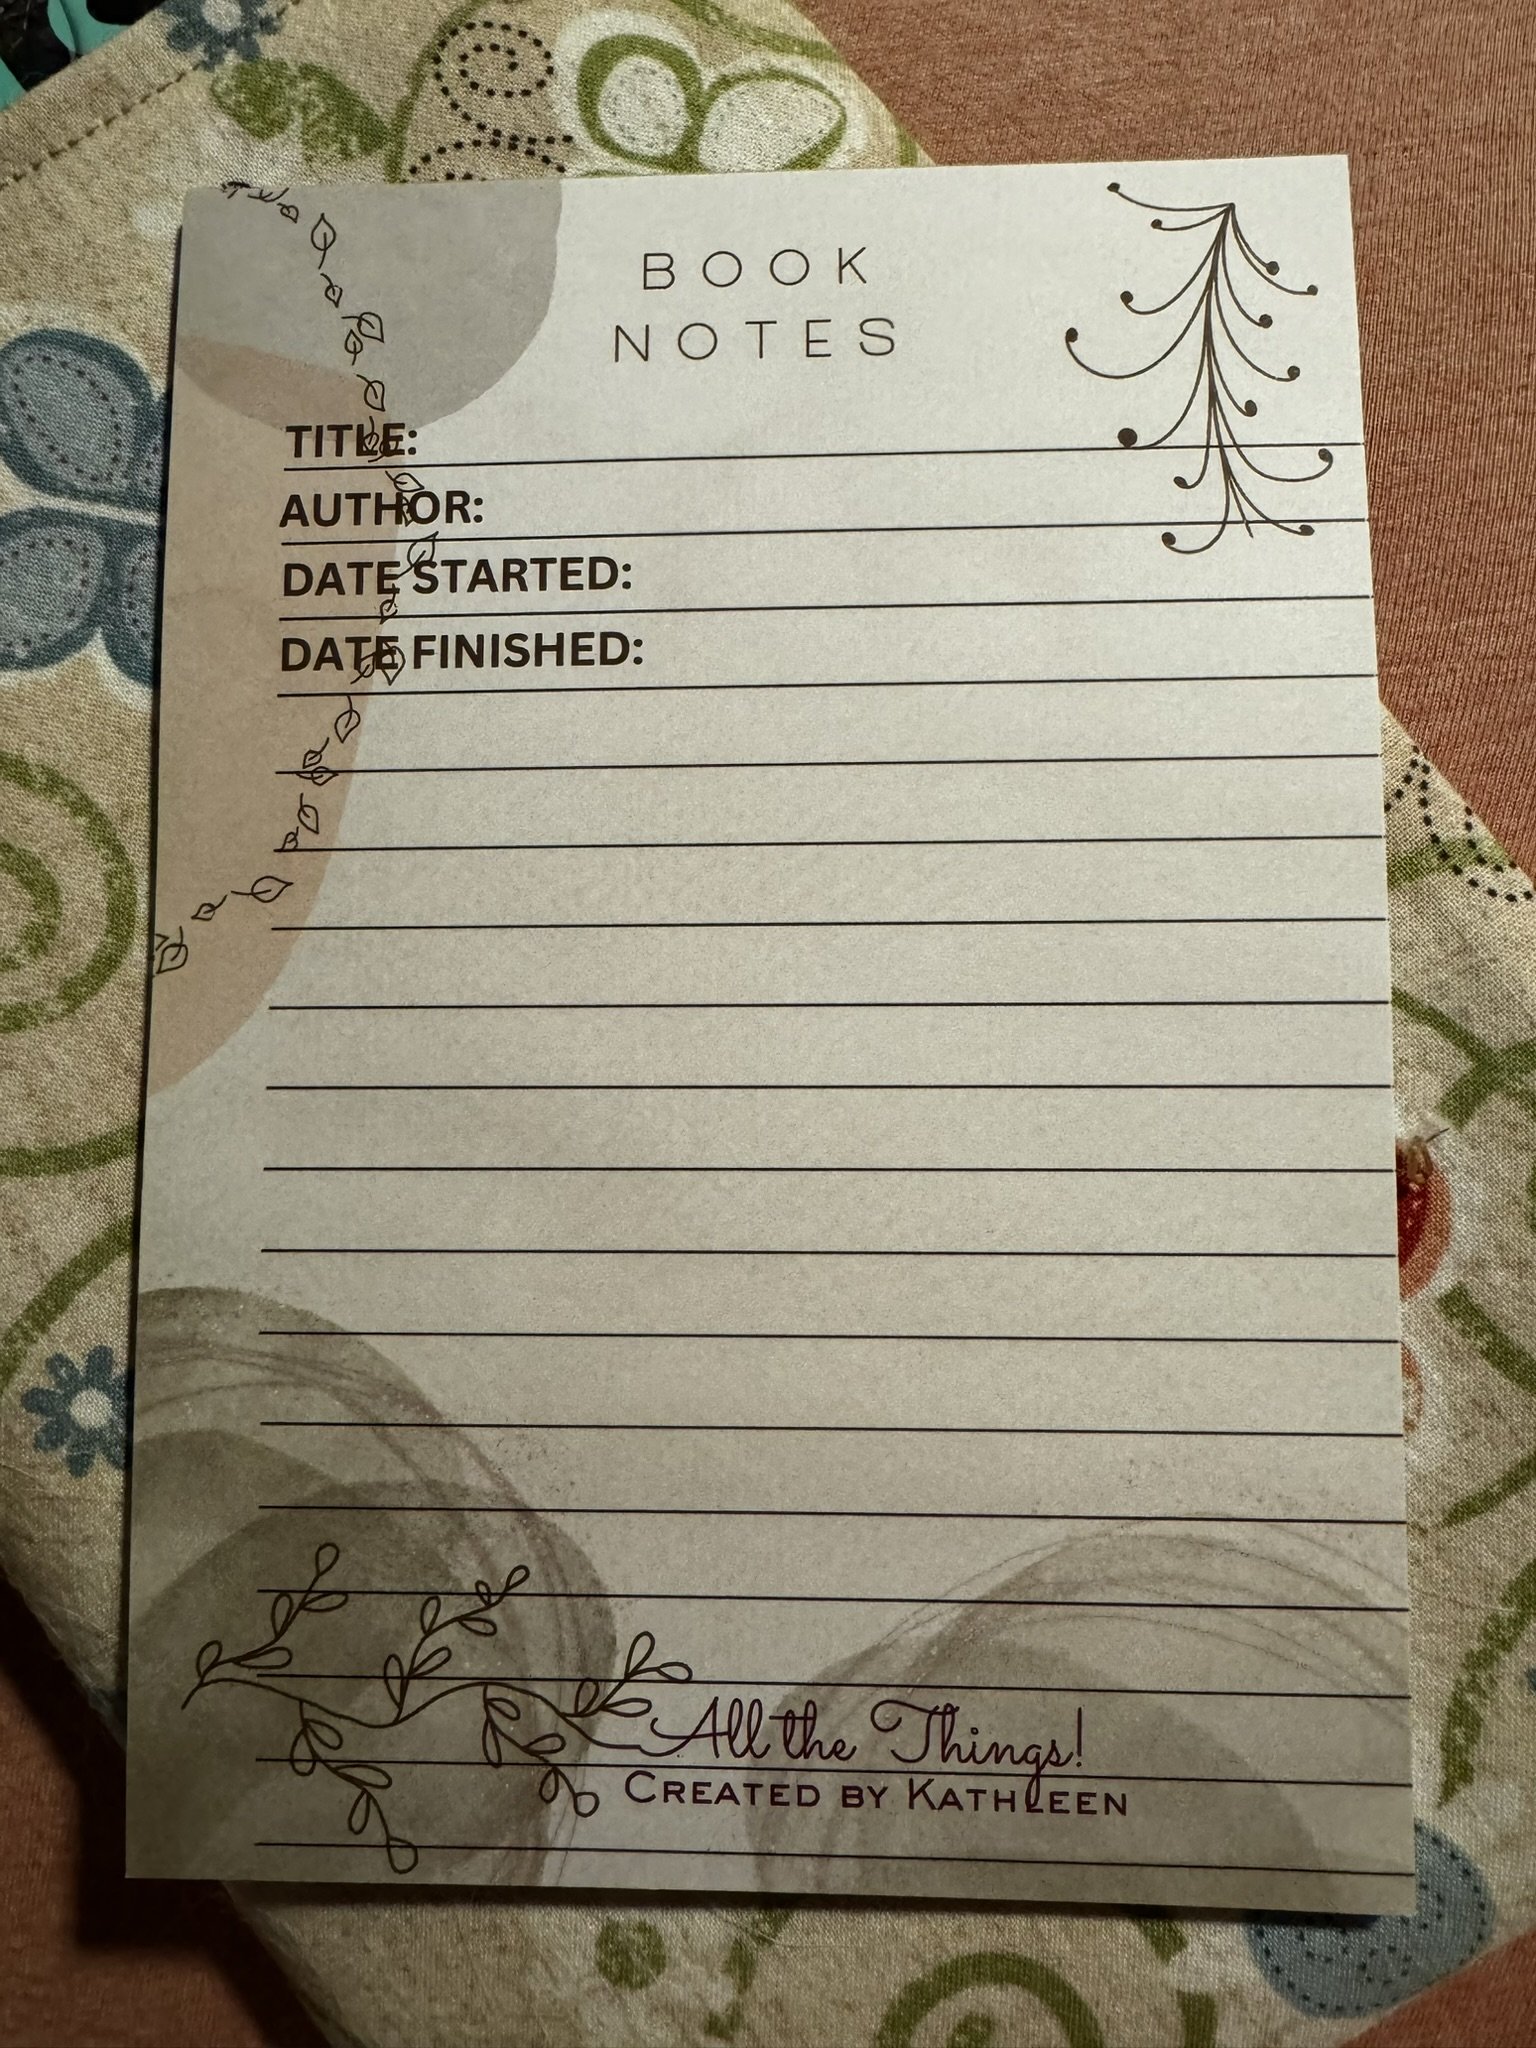 BOOK
NOTES
TITLE:
AUTHOR:
DATE STARTED:
DATE FINISHED:
All the Things!
CREATED BY KATHLEEN